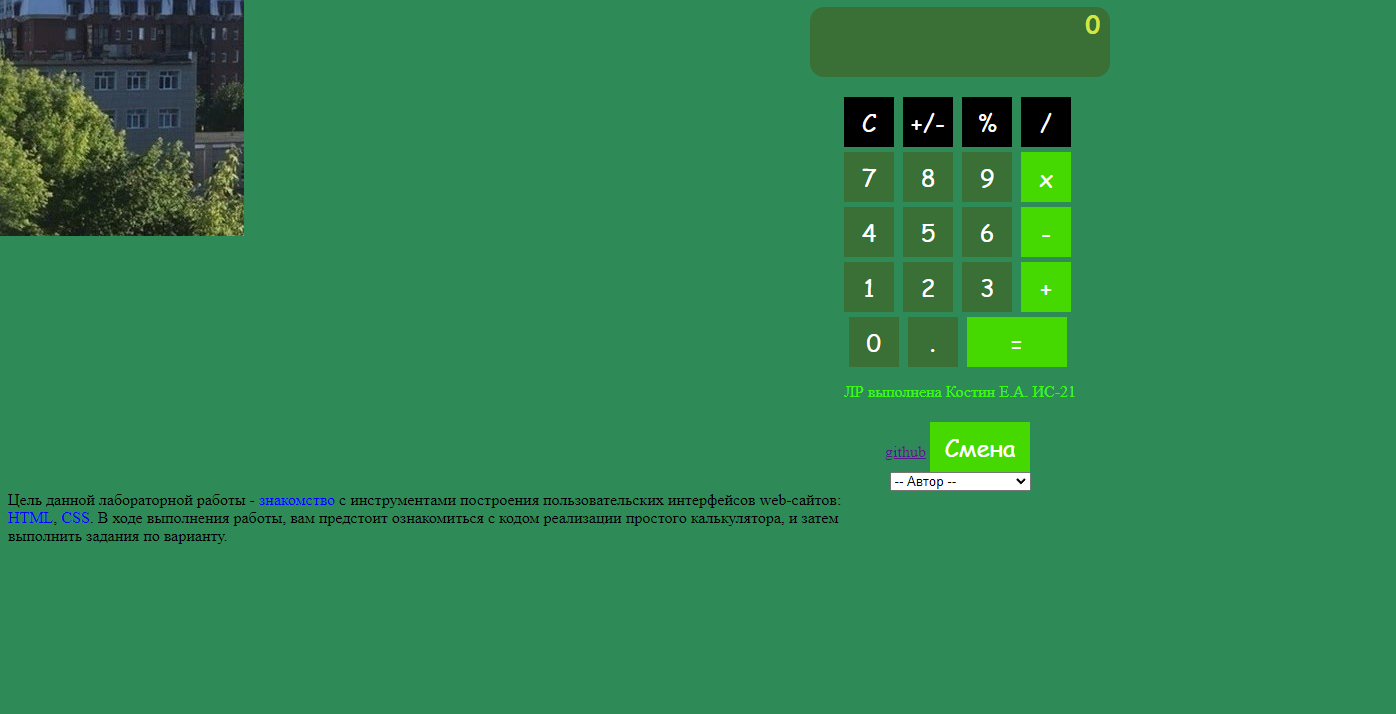 0
C +/- % /
7 8 9 x
4 5 6 -
1 2 3 +
0 . =
ЛР выполнена Костин Е.А. ИС-21
github Смена
-- Автор --
Цель данной лабораторной работы - знакомство с инструментами построения пользовательских интерфейсов web-сайтов:
HTML, CSS. В ходе выполнения работы, вам предстоит ознакомиться с кодом реализации простого калькулятора, и затем
выполнить задания по варианту.